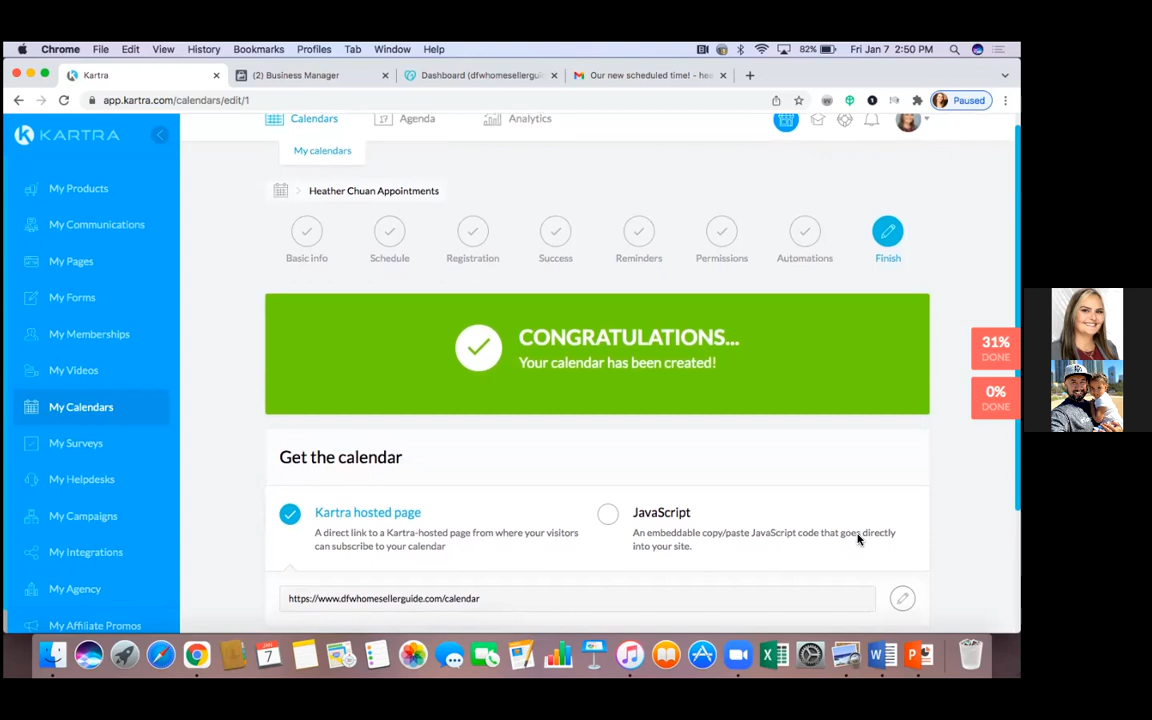 Chrome File Edit View History Bookmarks Profiles Tab Window Help 82% Fri Jan 7 2:50 PM
Kartra (2) Business Manager Dashboard (dfwhomesellerguid Our new scheduled time! - hea
app.kartra.com/calendars/edit/1 Paused
KARTRA
Calendars 17 Agenda Analytics
My calendars
Heather Chuan Appointments
Basic info Schedule Registration Success Reminders Permissions Automations Finish
My Products
My Communications
My Pages
My Forms
My Memberships
My Videos
My Calendars
My Surveys
My Helpdesks
My Campaigns
My Integrations
My Agency
My Affiliate Promos
CONGRATULATIONS...
Your calendar has been created!
31%
DONE
0%
DONE
Get the calendar
Kartra hosted page
A direct link to a Kartra-hosted page from where your visitors
can subscribe to your calendar
JavaScript
An embeddable copy/paste JavaScript code that goes directly
into your site.
https://www.dfwhomesellerguide.com/calendar
JAN
7